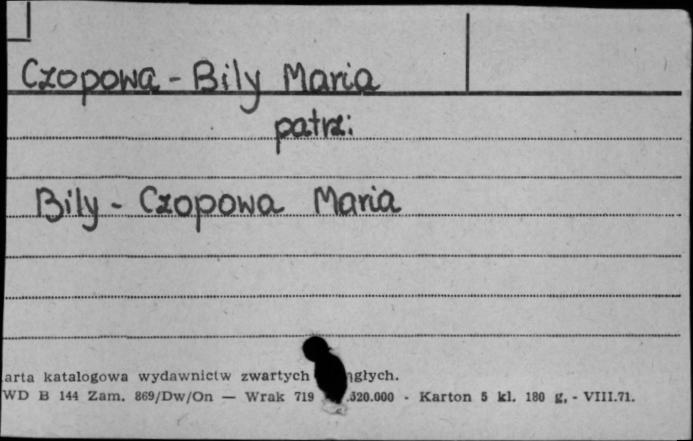 Czopowa - Bily Maria
patrz:
Bily - Czopowa Maria
arta katalogowa wydawnictw zwartych głych.
WD B 144 Zam. 869/Dw/On — Wrak 719 .520.000 - Karton 5 kl. 180 g, - VIII.71.